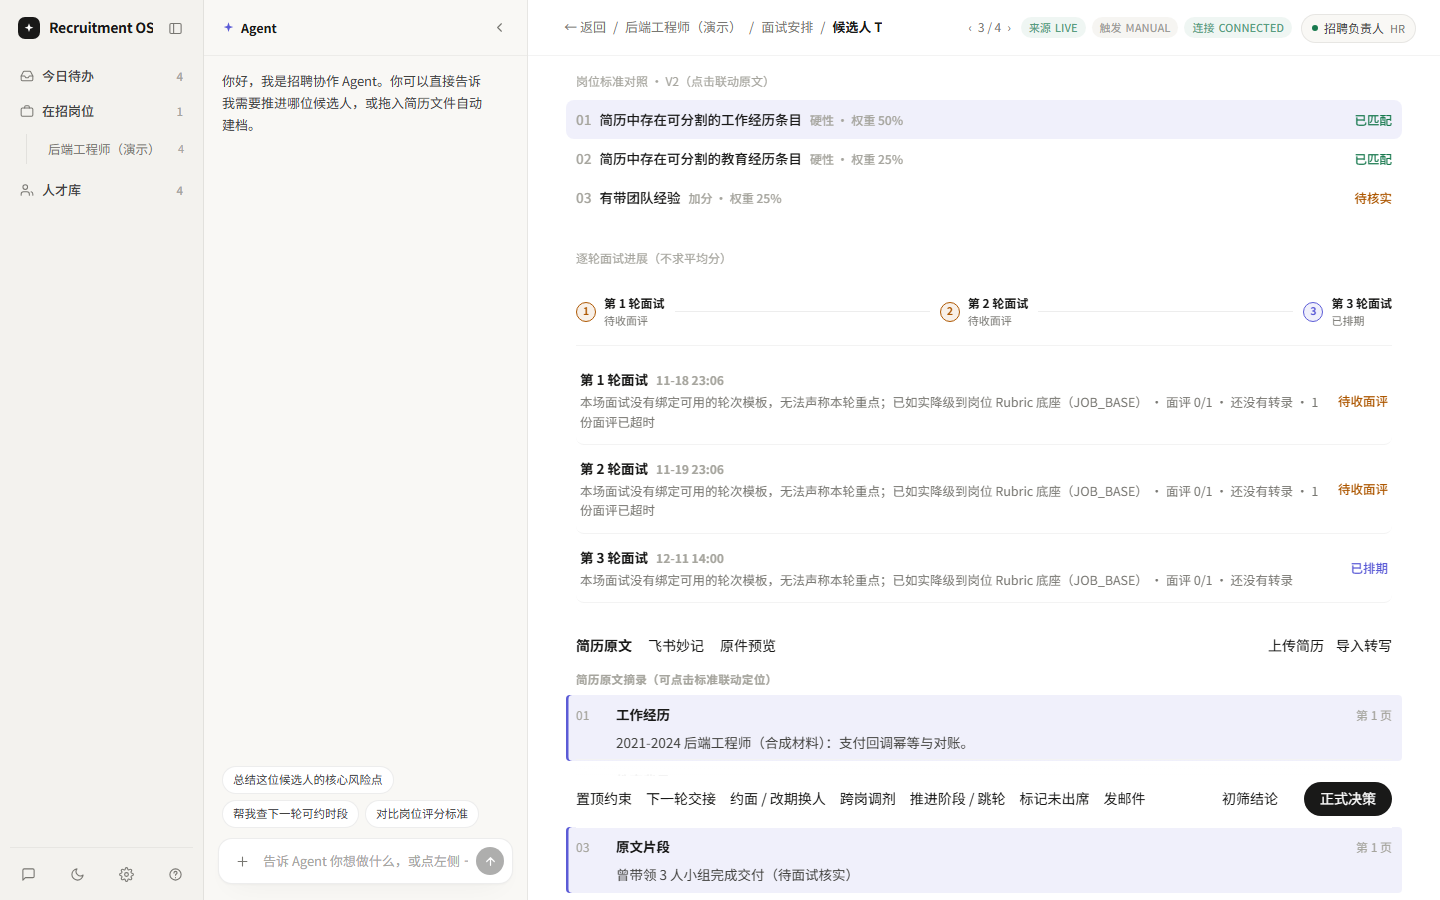 Recruitment OS
今日待办 4
在招岗位 1
后端工程师（演示） 4
人才库 4
Agent
你好，我是招聘协作 Agent。你可以直接告诉
我需要推进哪位候选人，或拖入简历文件自动
建档。
总结这位候选人的核心风险点
帮我查下一轮可约时段
对比岗位评分标准
告诉 Agent 你想做什么，或点左侧 -
← 返回 / 后端工程师（演示） / 面试安排 / 候选人 T
‹ 3 / 4 ›
来源 LIVE
触发 MANUAL
连接 CONNECTED
招聘负责人 HR
岗位标准对照 · V2（点击联动原文）
01 简历中存在可分割的工作经历条目 硬性 · 权重 50% 已匹配
02 简历中存在可分割的教育经历条目 硬性 · 权重 25% 已匹配
03 有带团队经验 加分 · 权重 25% 待核实
逐轮面试进展（不求平均分）
1 第 1 轮面试
待收面评
2 第 2 轮面试
待收面评
3 第 3 轮面试
已排期
第 1 轮面试 11-18 23:06
本场面试没有绑定可用的轮次模板，无法声称本轮重点；已如实降级到岗位 Rubric 底座（JOB_BASE） · 面评 0/1 · 还没有转录 · 1
份面评已超时
待收面评
第 2 轮面试 11-19 23:06
本场面试没有绑定可用的轮次模板，无法声称本轮重点；已如实降级到岗位 Rubric 底座（JOB_BASE） · 面评 0/1 · 还没有转录 · 1
份面评已超时
待收面评
第 3 轮面试 12-11 14:00
本场面试没有绑定可用的轮次模板，无法声称本轮重点；已如实降级到岗位 Rubric 底座（JOB_BASE） · 面评 0/1 · 还没有转录
已排期
简历原文 飞书妙记 原件预览 上传简历 导入转写
简历原文摘录（可点击标准联动定位）
01 工作经历 第 1 页
2021-2024 后端工程师（合成材料）：支付回调幂等与对账。
置顶约束 下一轮交接 约面 / 改期换人 跨岗调剂 推进阶段 / 跳轮 标记未出席 发邮件 初筛结论 正式决策
03 原文片段 第 1 页
曾带领 3 人小组完成交付（待面试核实）